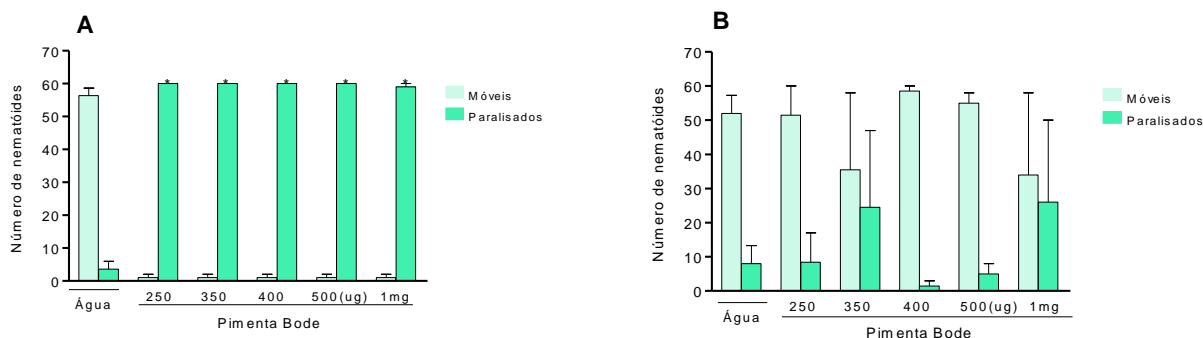 A
Número de nematóides
70
60
50
40
30
20
10
0
* * * * *
Móveis
Paralisados
Água
250 350 400 500(ug) 1mg
Pimenta Bode
B
Número de nematóides
70
60
50
40
30
20
10
0
Móveis
Paralisados
Água
250 350 400 500(ug) 1mg
Pimenta Bode